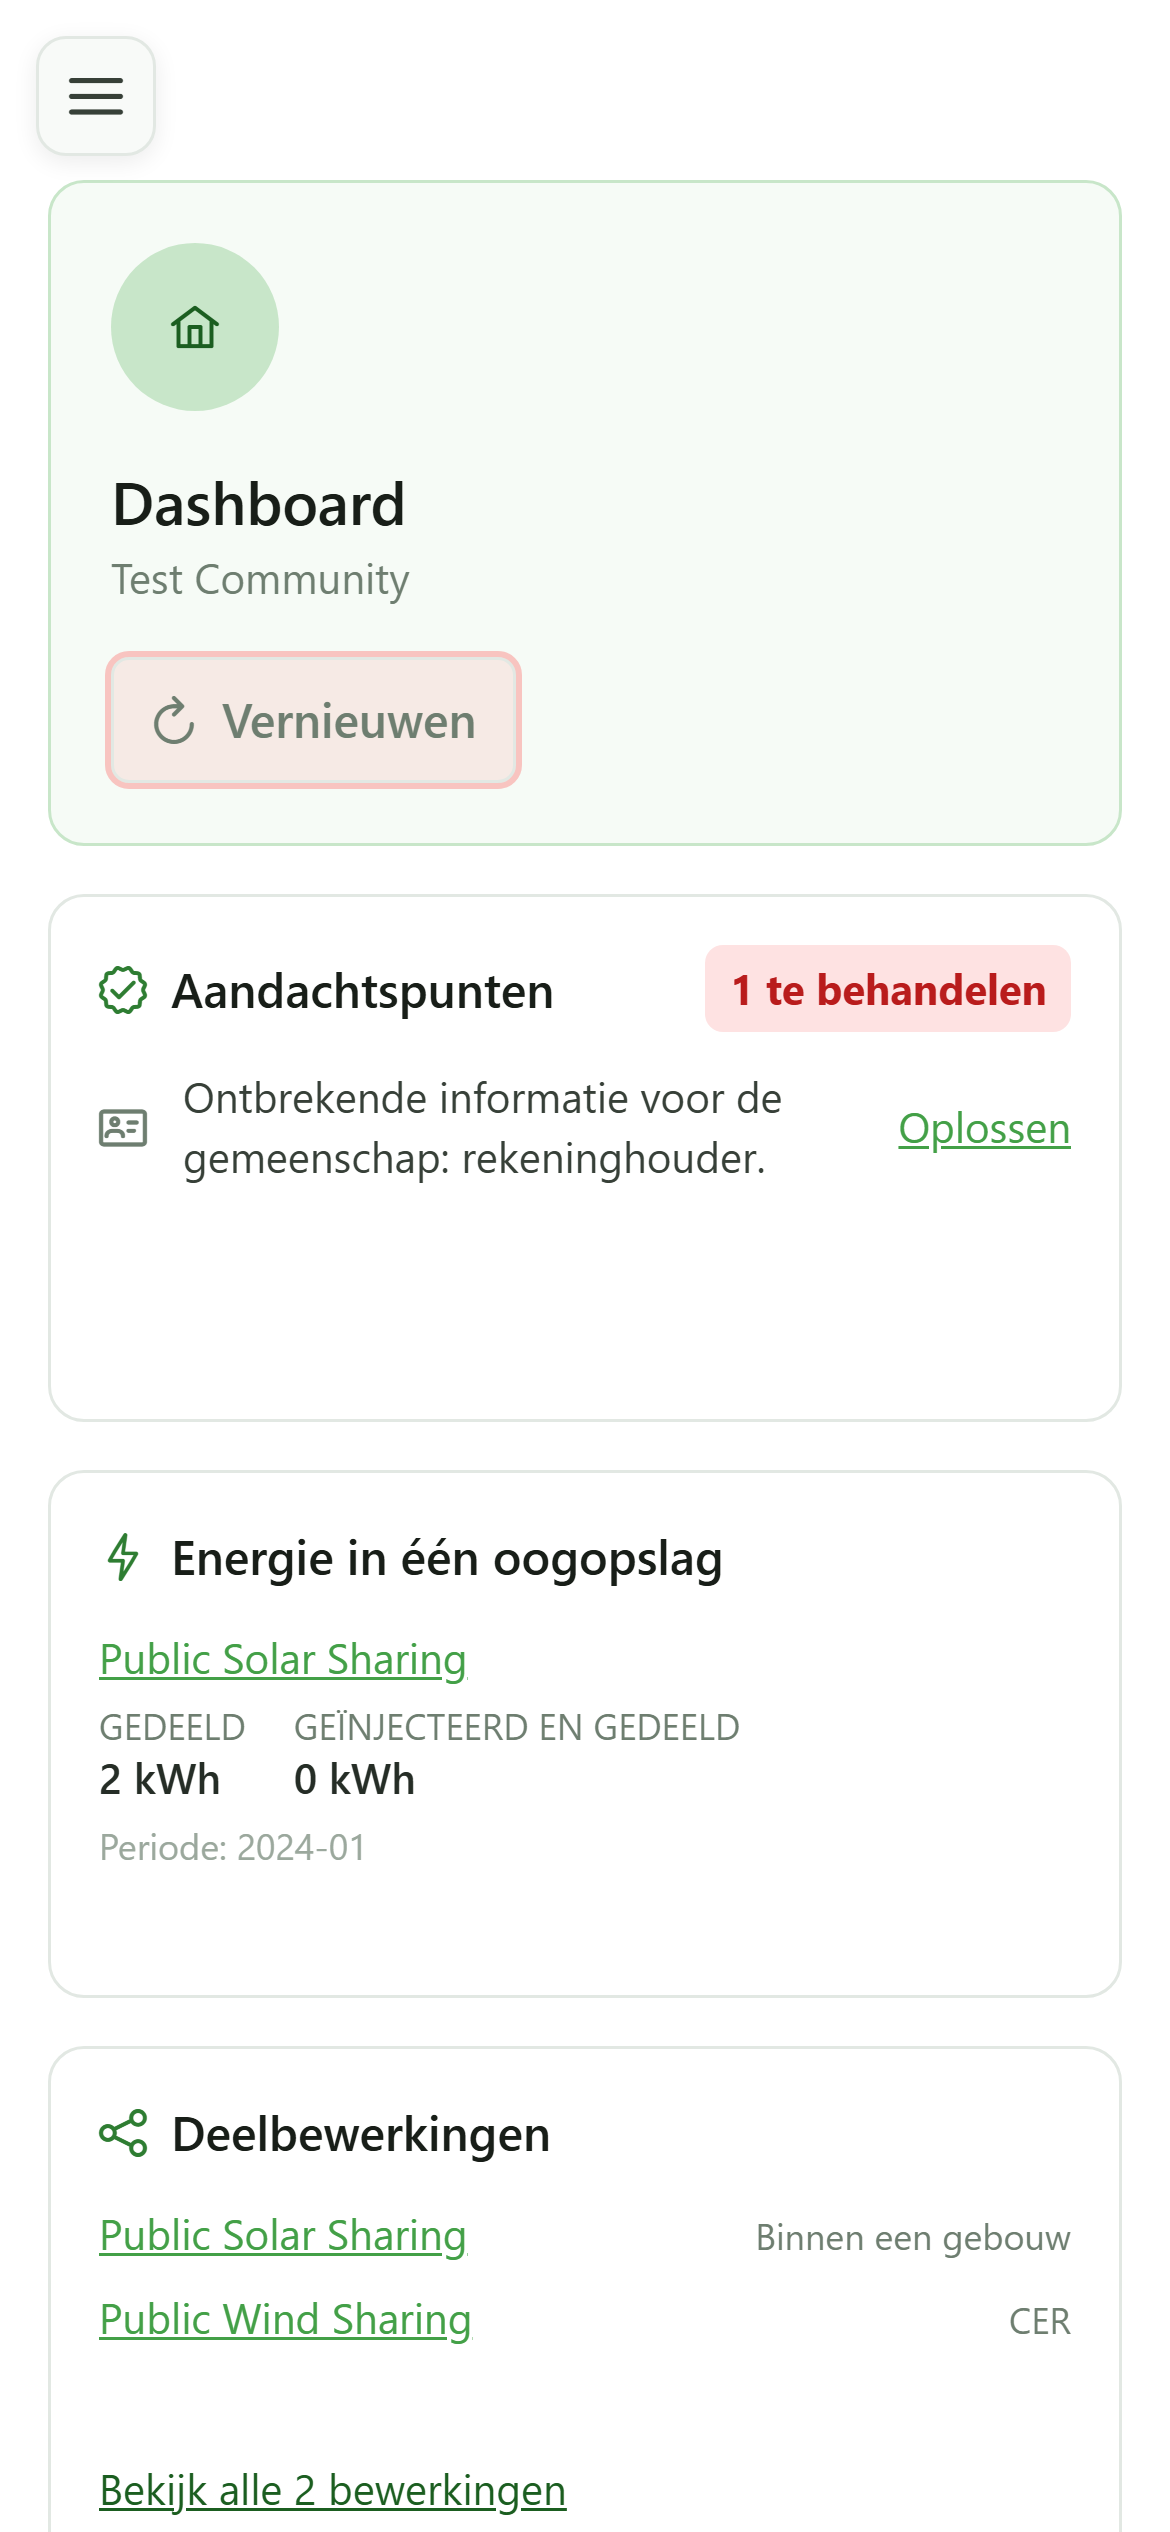 Dashboard
Test Community
Vernieuwen
Aandachtspunten
1 te behandelen
Ontbrekende informatie voor de
gemeenschap: rekeninghouder.
Oplossen
Energie in één oogopslag
Public Solar Sharing
GEDEELD GEÏNJECTEERD EN GEDEELD
2 kWh 0 kWh
Periode: 2024-01
Deelbewerkingen
Public Solar Sharing Binnen een gebouw
Public Wind Sharing CER
Bekijk alle 2 bewerkingen